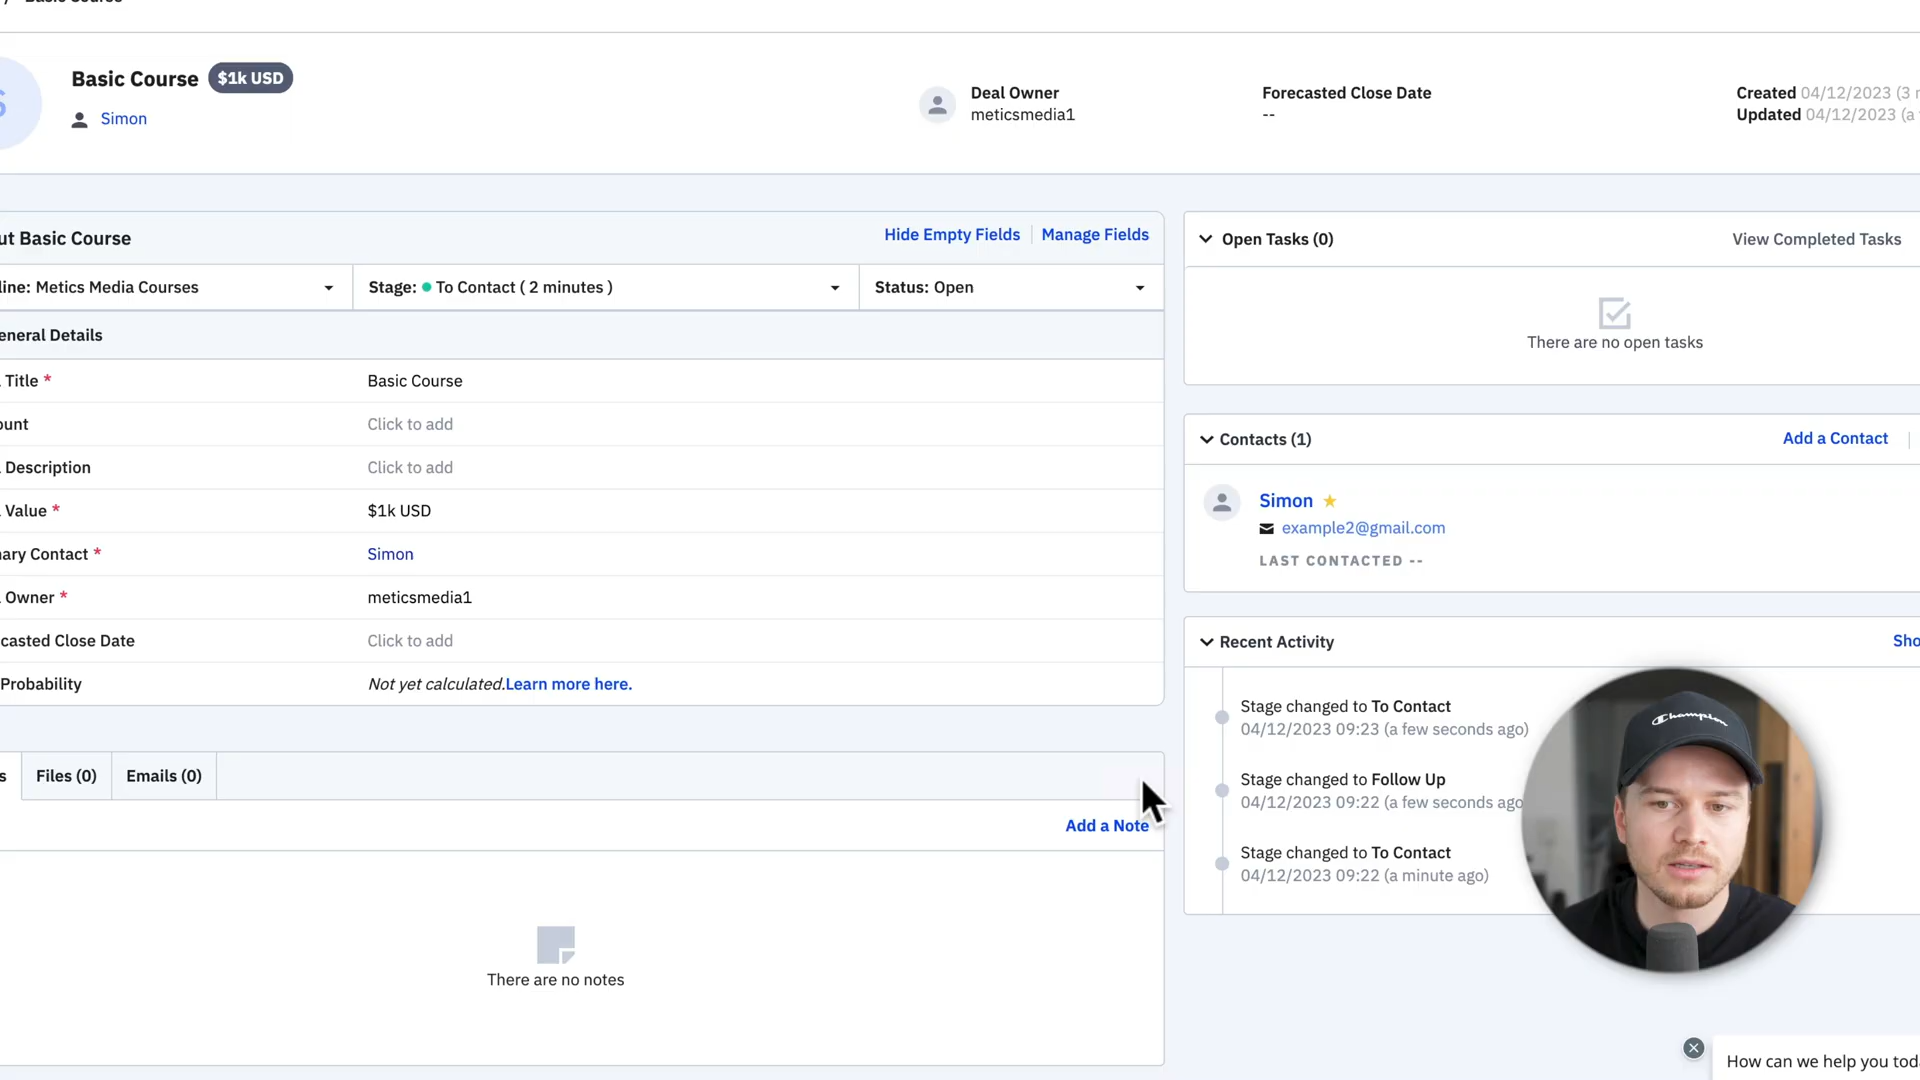 Basic Course $1k USD
Simon
Deal Owner
meticsmedia1
Forecasted Close Date
--
Created 04/12/2023 (3
Updated 04/12/2023 (a
ut Basic Course
Hide Empty Fields
Manage Fields
line: Metics Media Courses
Stage: To Contact ( 2 minutes )
Status: Open
eneral Details
Title *
Basic Course
ount
Click to add
Description
Click to add
Value *
$1k USD
ary Contact *
Simon
Owner *
meticsmedia1
casted Close Date
Click to add
Probability
Not yet calculated.Learn more here.
s
Files (0)
Emails (0)
Add a Note
There are no notes
Open Tasks (0)
View Completed Tasks
There are no open tasks
Contacts (1)
Add a Contact
Simon
example2@gmail.com
LAST CONTACTED --
Recent Activity
Sho
Stage changed to To Contact
04/12/2023 09:23 (a few seconds ago)
Stage changed to Follow Up
04/12/2023 09:22 (a few seconds ago
Stage changed to To Contact
04/12/2023 09:22 (a minute ago)
Champion
How can we help you tod